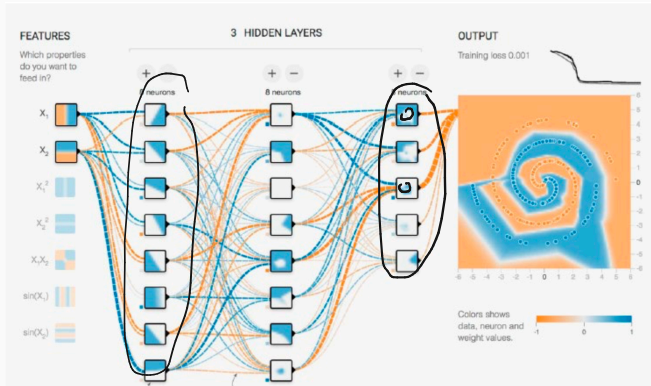 FEATURES
Which properties
do you want to
feed in?
X₁
X₂
X₁²
X₂²
X₁X₂
sin(X₁)
sin(X₂)
3 HIDDEN LAYERS
+
neurons
+ −
8 neurons
+ −
neurons
OUTPUT
Training loss 0.001
6
5
4
3
2
1
0
-1
-2
-3
-4
-5
-6
-6 -5 -4 -3 -2 -1 0 1 2 3 4 5 6
Colors shows
data, neuron and
weight values.
-1 0 1